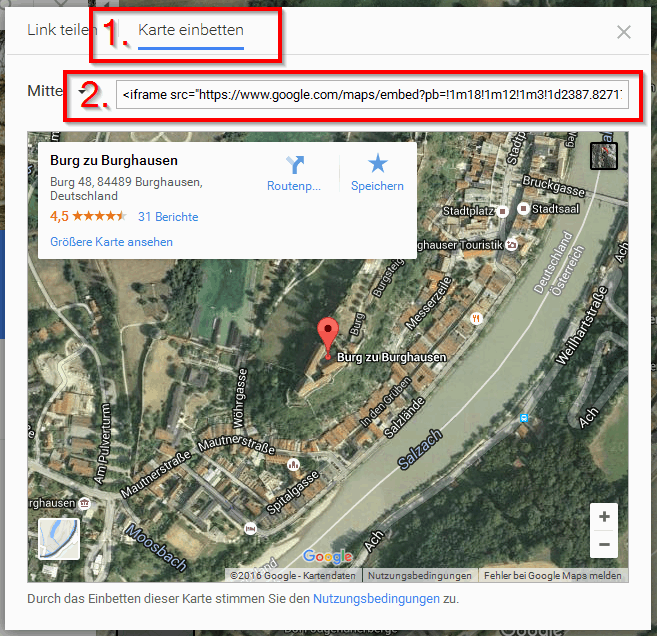 Link teilen
1.
Karte einbetten
Mitte
2.
<iframe src="https://www.google.com/maps/embed?pb=!1m18!1m12!1m3!1d2387.8271
Burg zu Burghausen
Burg 48, 84489 Burghausen,
Deutschland
4,5
31 Berichte
Größere Karte ansehen
Routenp...
Speichern
Bruckgasse
Stadtplatz
Stadtsaal
ghauser Touristik
Deutschland
Österreich
Ach
Burgsteig
Messerzeile
Burg
Weilhartstraße
Burg zu Burghausen
In den Grüben
Salzlände
Wöhrgasse
Ach
Am Pulverturm
Mautnerstraße
Mautnerstraße
Salzach
Spitalgasse
rghausen
Moosbach
Ach
land
Google
+
−
©2016 Google - Kartendaten
Nutzungsbedingungen
Fehler bei Google Maps melden
Durch das Einbetten dieser Karte stimmen Sie den Nutzungsbedingungen zu.